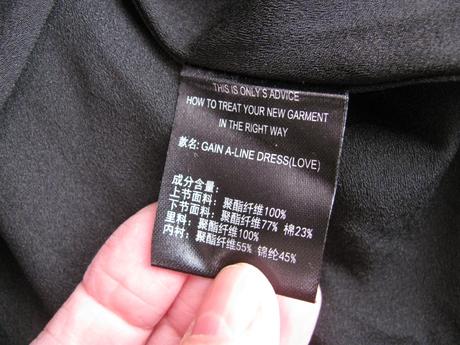 THIS IS ONLY,S ADVICE
HOW TO TREAT YOUR NEW GARMENT
IN THE RIGHT WAY
款名: GAIN A-LINE DRESS(LOVE)
成分含量:
上节面料: 聚酯纤维100%
下节面料: 聚酯纤维77% 棉23%
里料: 聚酯纤维100%
内衬: 聚酯纤维55% 锦纶45%